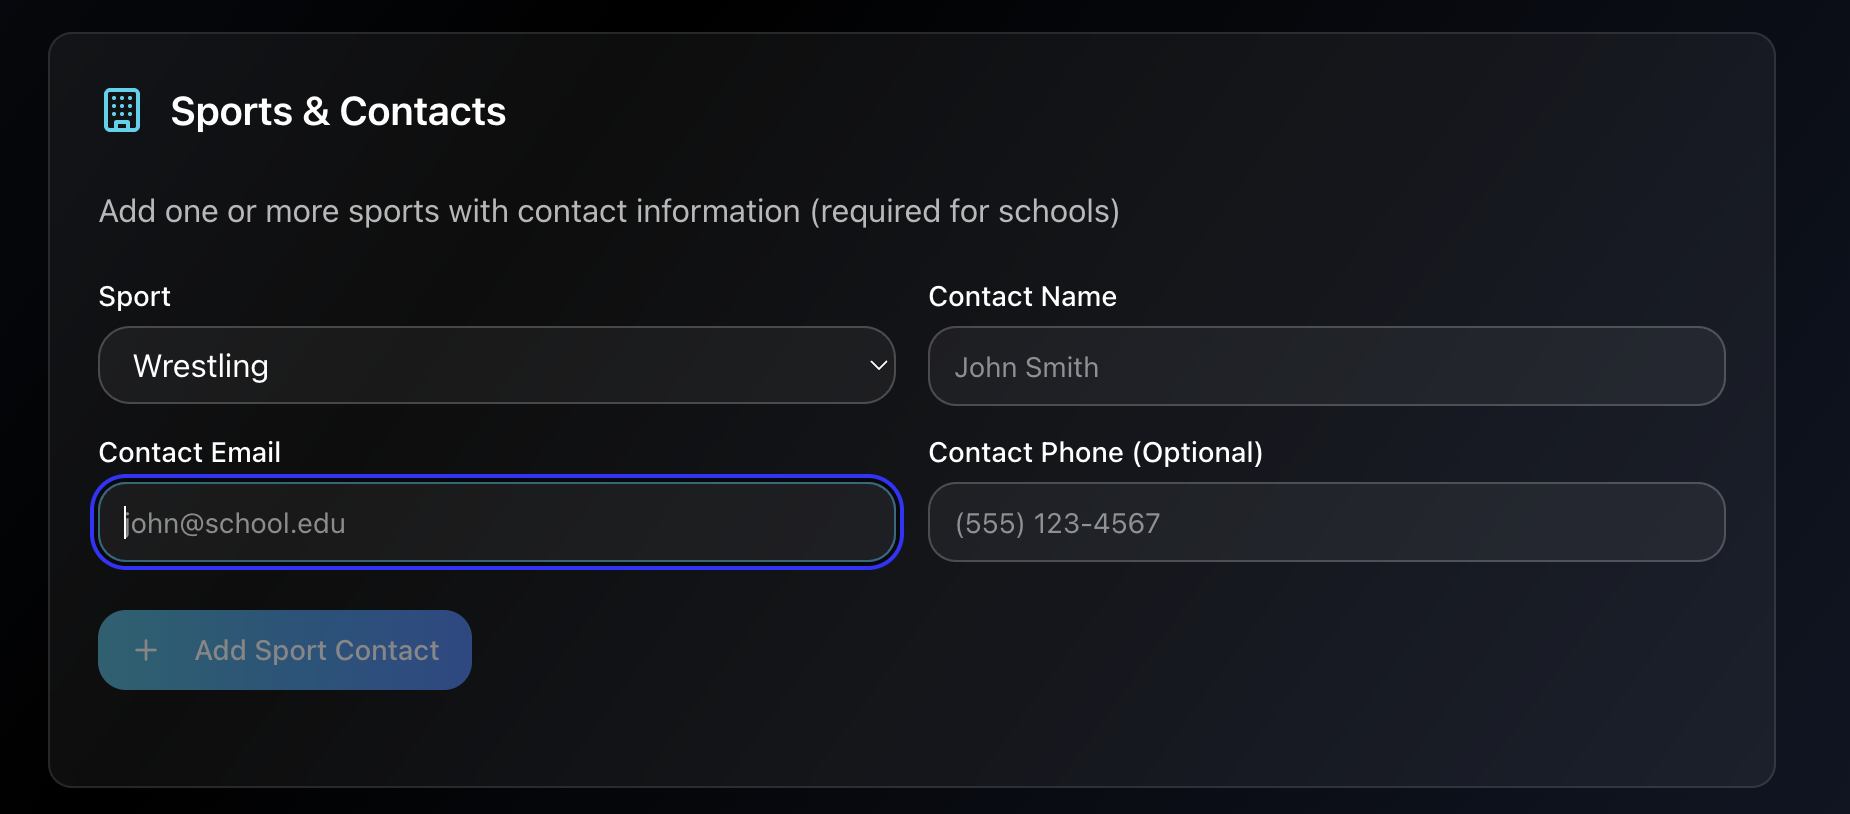 Sports & Contacts
Add one or more sports with contact information (required for schools)
Sport
Contact Name
Wrestling
John Smith
Contact Email
Contact Phone (Optional)
john@school.edu
(555) 123-4567
+ Add Sport Contact